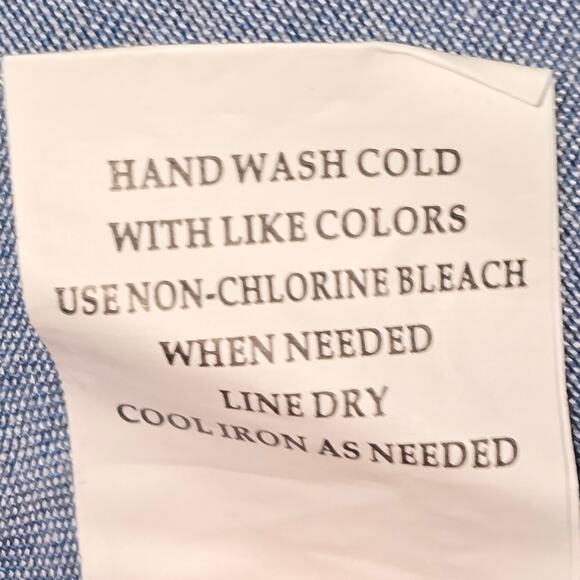 HAND WASH COLD
WITH LIKE COLORS
USE NON-CHLORINE BLEACH
WHEN NEEDED
LINE DRY
COOL IRON AS NEEDED